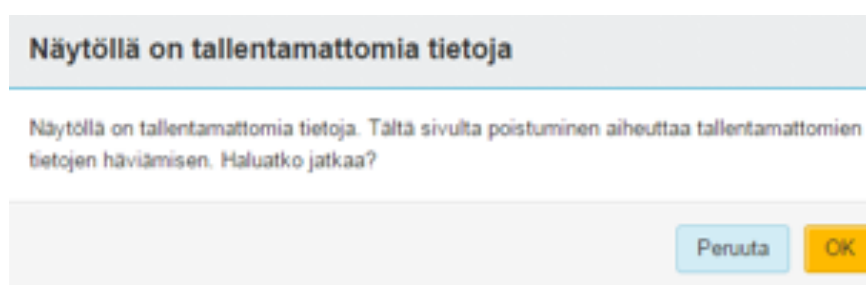 Näytöllä on tallentamattomia tietoja
Näytöllä on tallentamattomia tietoja. Tältä sivulta poistuminen aiheuttaa tallentamattomien
tietojen häviämisen. Haluatko jatkaa?
Peruuta OK